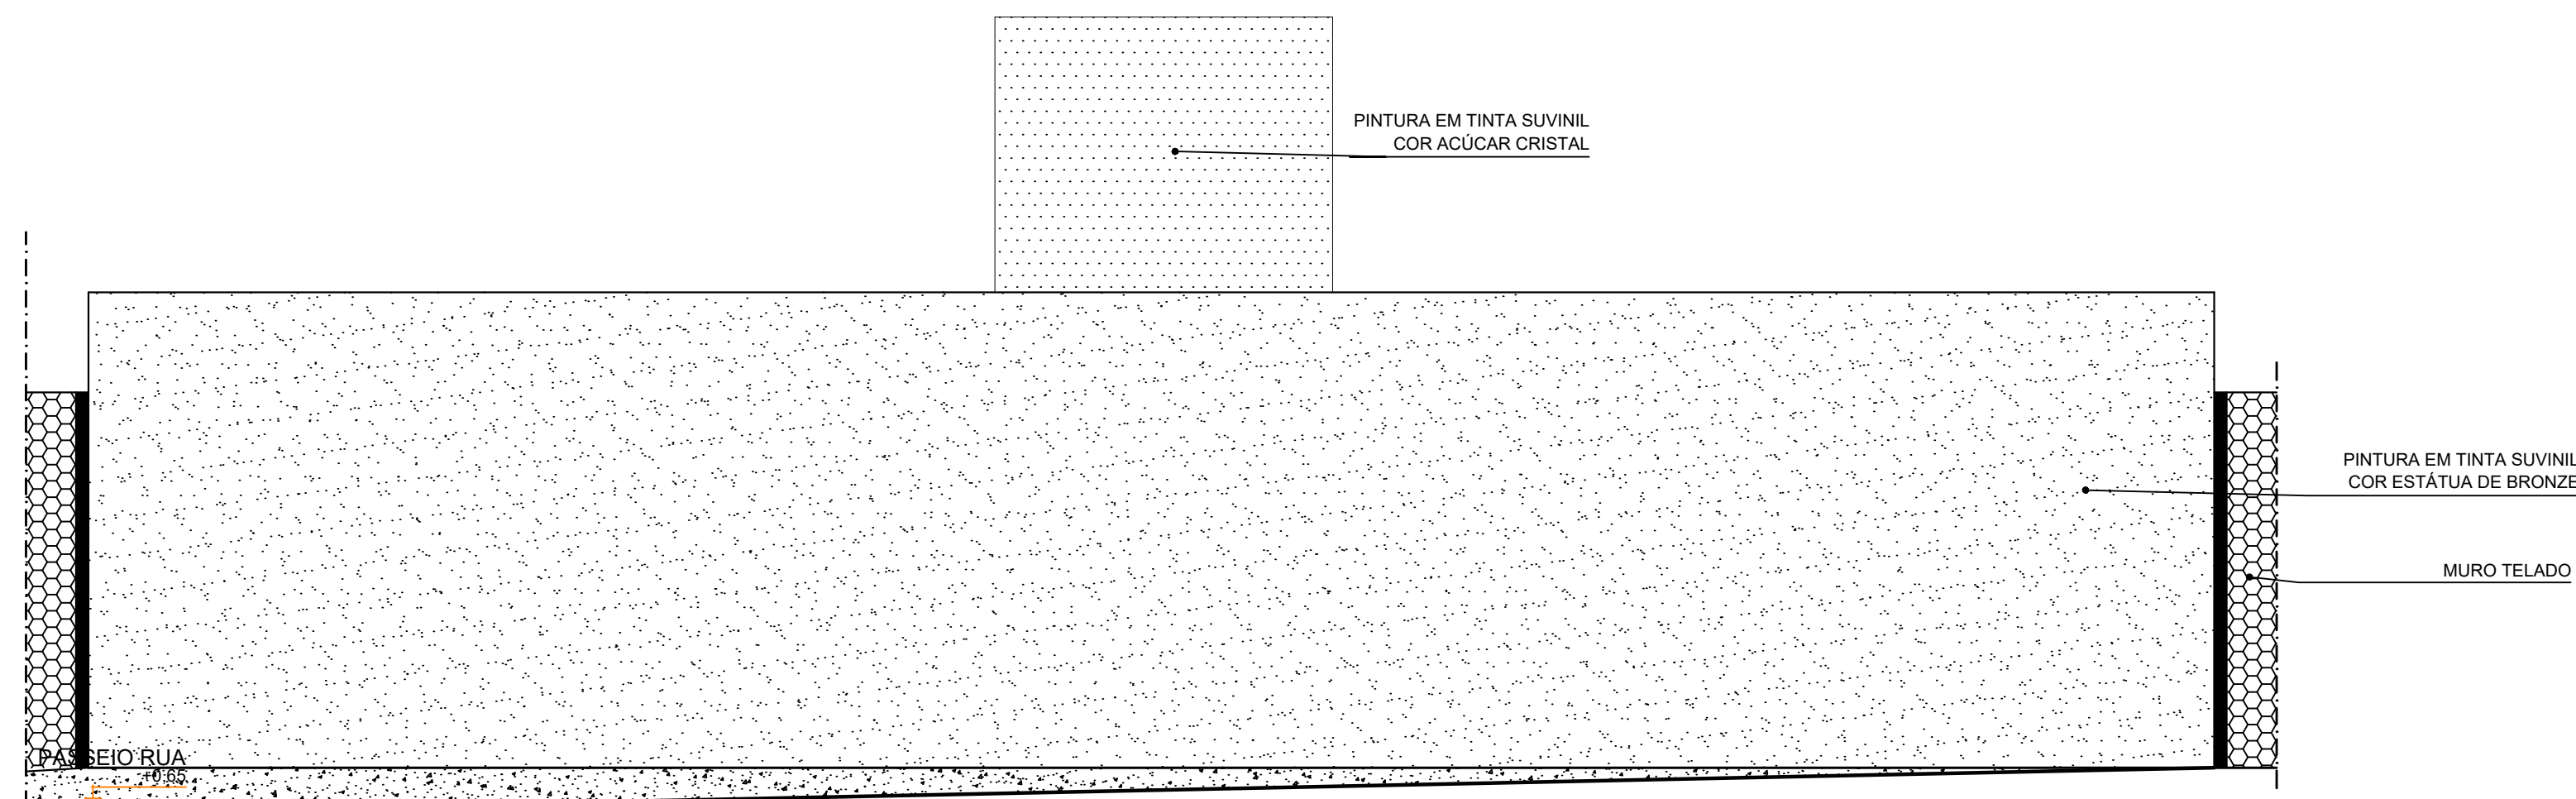 PINTURA EM TINTA SUVINIL
COR ACÚCAR CRISTAL
PINTURA EM TINTA SUVINIL
COR ESTÁTUA DE BRONZE
MURO TELADO
PASSEIO RUA
+0,65